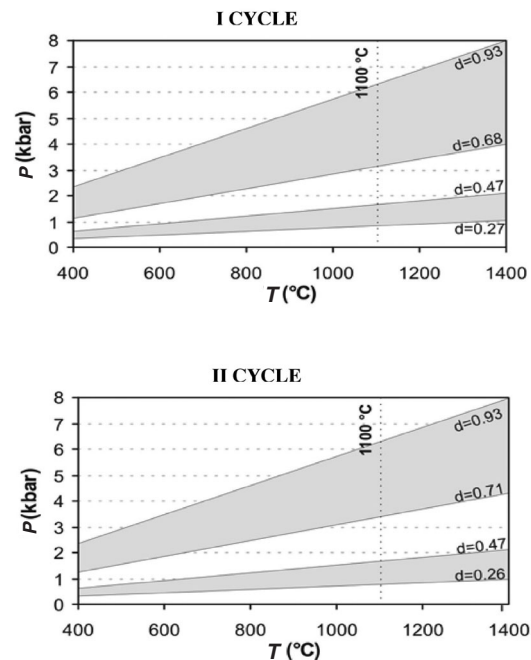 I CYCLE
8
7
6
5
4
3
2
1
0
P (kbar)
1100 °C
d=0.93
d=0.68
d=0.47
d=0.27
400 600 800 1000 1200 1400
T (°C)
II CYCLE
8
7
6
5
4
3
2
1
0
P (kbar)
1100 °C
d=0.93
d=0.71
d=0.47
d=0.26
400 600 800 1000 1200 1400
T (°C)